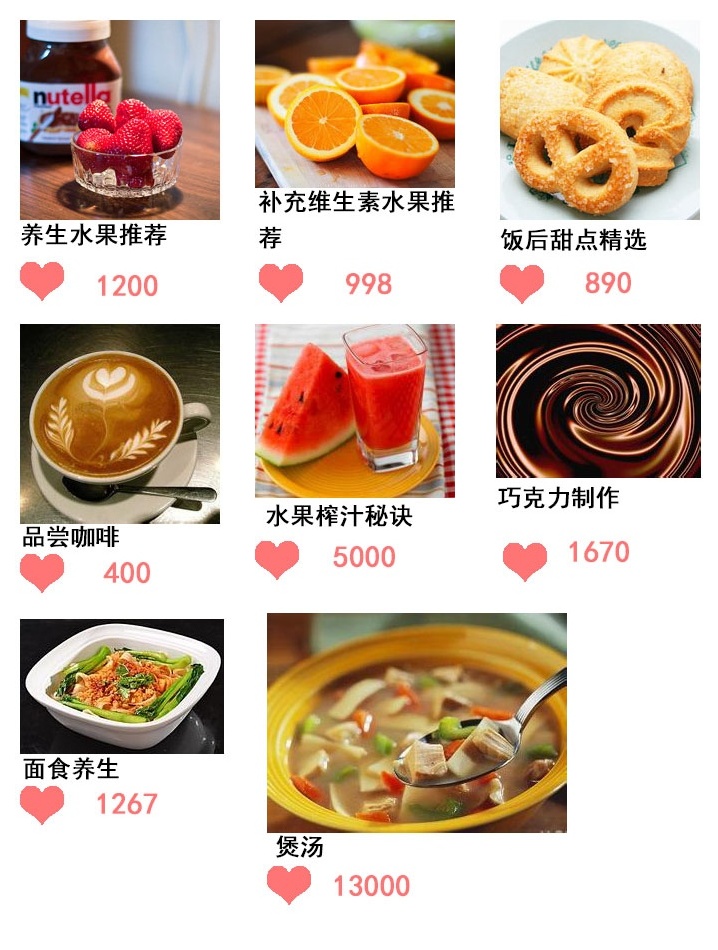 nutella
养生水果推荐
1200
补充维生素水果推
荐
998
饭后甜点精选
890
品尝咖啡
400
水果榨汁秘诀
5000
巧克力制作
1670
面食养生
1267
煲汤
13000